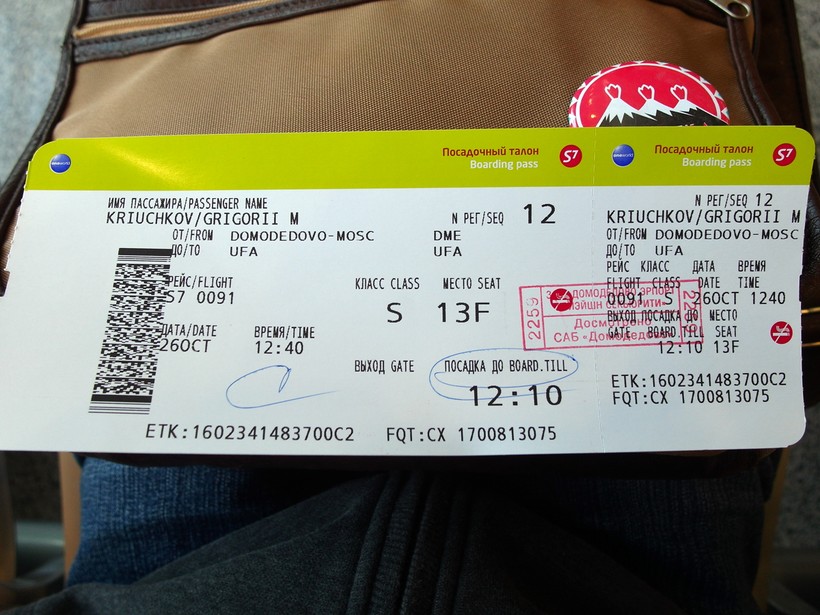 oneworld
Посадочный талон
Boarding pass
S7
ИМЯ ПАССАЖИРА/PASSENGER NAME
KRIUCHKOV/GRIGORII M
N РЕГ/SEQ 12
ОТ/FROM DOMODEDOVO-MOSC DME
ДО/TO UFA UFA
РЕЙС/FLIGHT
S7 0091
КЛАСС CLASS
S
МЕСТО SEAT
13F
ДАТА/DATE
26OCT
ВРЕМЯ/TIME
12:40
ВЫХОД GATE
ПОСАДКА ДО BOARD.TILL
12:10
ETK:1602341483700C2 FQT:CX 1700813075
2259
Досмотрено
САБ «Домодедово»
oneworld
Посадочный талон
Boarding pass
S7
N РЕГ/SEQ 12
KRIUCHKOV/GRIGORII M
ОТ/FROM DOMODEDOVO-MOSC
ДО/TO UFA
РЕЙС КЛАСС ДАТА ВРЕМЯ
FLIGHT CLASS DATE TIME
0091 S 26OCT 1240
ВЫХОД ПОСАДКА ДО МЕСТО
GATE BOARD.TILL SEAT
12:10 13F
ETK:1602341483700C2
FQT:CX 1700813075